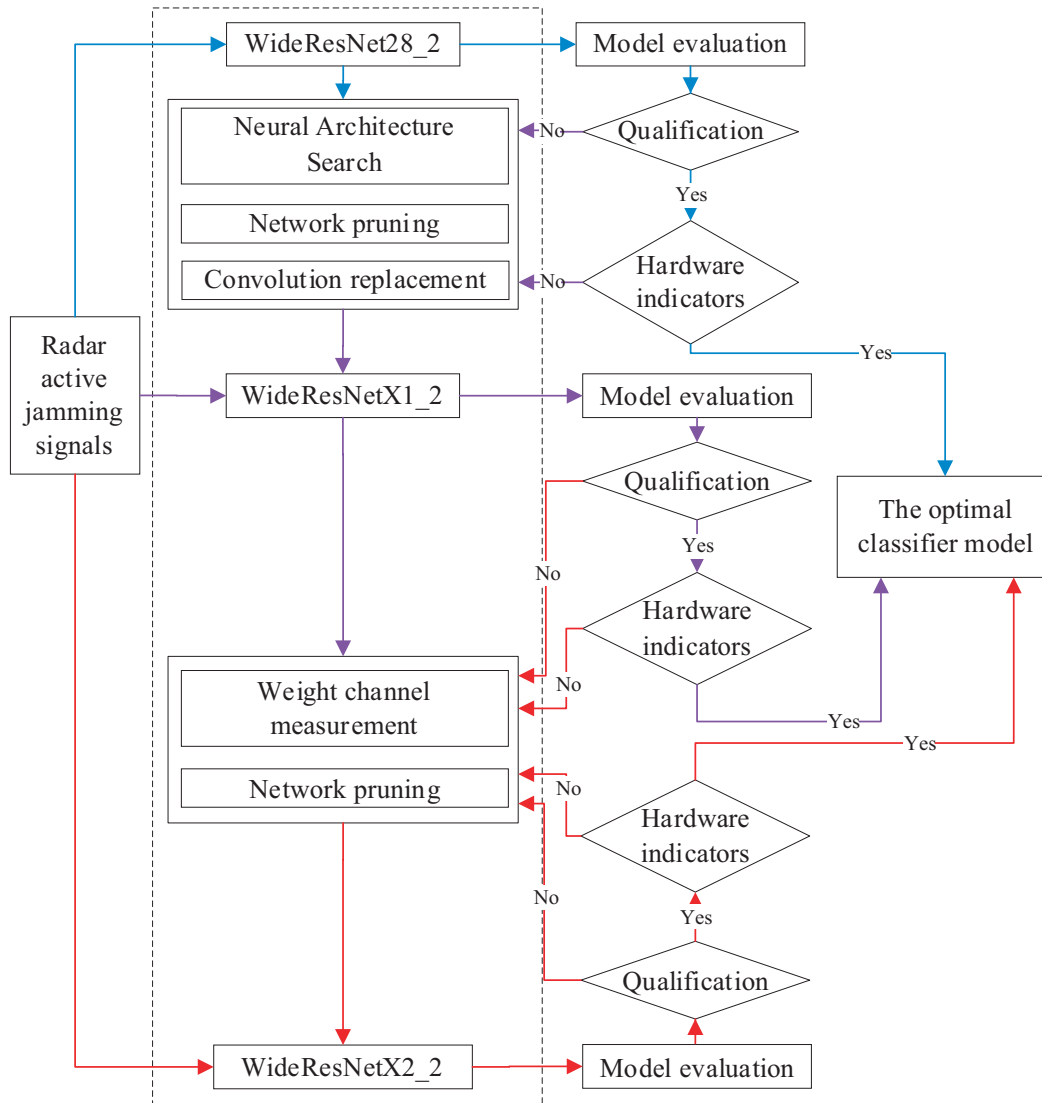 WideResNet28_2
Model evaluation
Neural Architecture
Search
No
Qualification
Yes
Network pruning
Convolution replacement
No
Hardware
indicators
Yes
Radar
active
jamming
signals
WideResNetX1_2
Model evaluation
Qualification
The optimal
classifier model
Yes
No
Hardware
indicators
Weight channel
measurement
No
Yes
Yes
Network pruning
No
Hardware
indicators
No
Yes
Qualification
WideResNetX2_2
Model evaluation